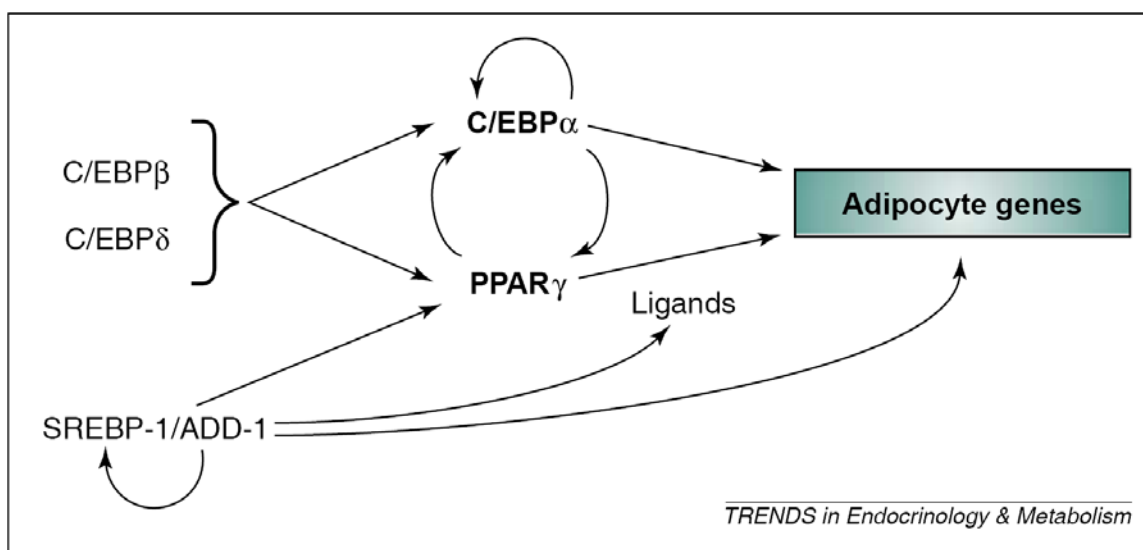 C/EBPα
C/EBPβ
C/EBPδ
Adipocyte genes
PPARγ
Ligands
SREBP-1/ADD-1
TRENDS in Endocrinology & Metabolism